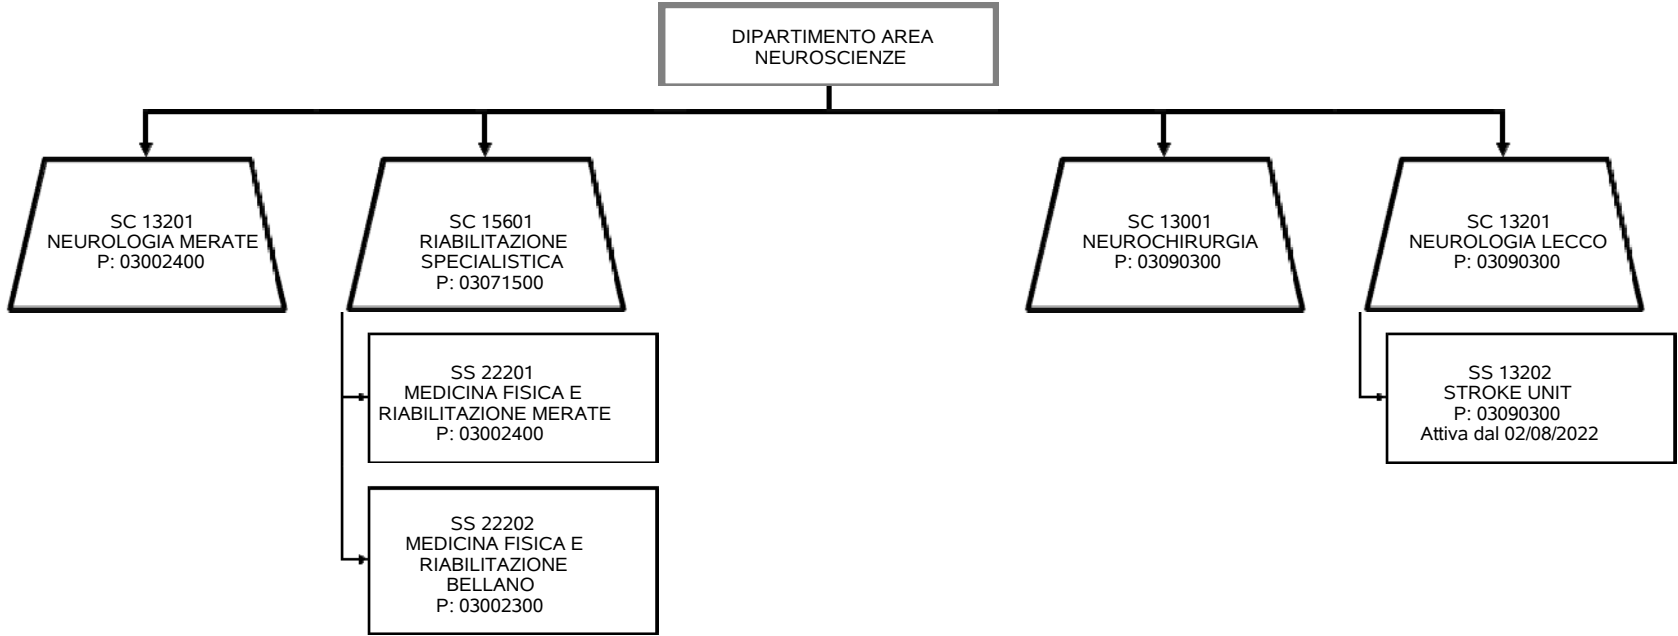 DIPARTIMENTO AREA
NEUROSCIENZE
SC 13201
NEUROLOGIA MERATE
P: 03002400
SC 15601
RIABILITAZIONE
SPECIALISTICA
P: 03071500
SC 13001
NEUROCHIRURGIA
P: 03090300
SC 13201
NEUROLOGIA LECCO
P: 03090300
SS 22201
MEDICINA FISICA E
RIABILITAZIONE MERATE
P: 03002400
SS 13202
STROKE UNIT
P: 03090300
Attiva dal 02/08/2022
SS 22202
MEDICINA FISICA E
RIABILITAZIONE
BELLANO
P: 03002300